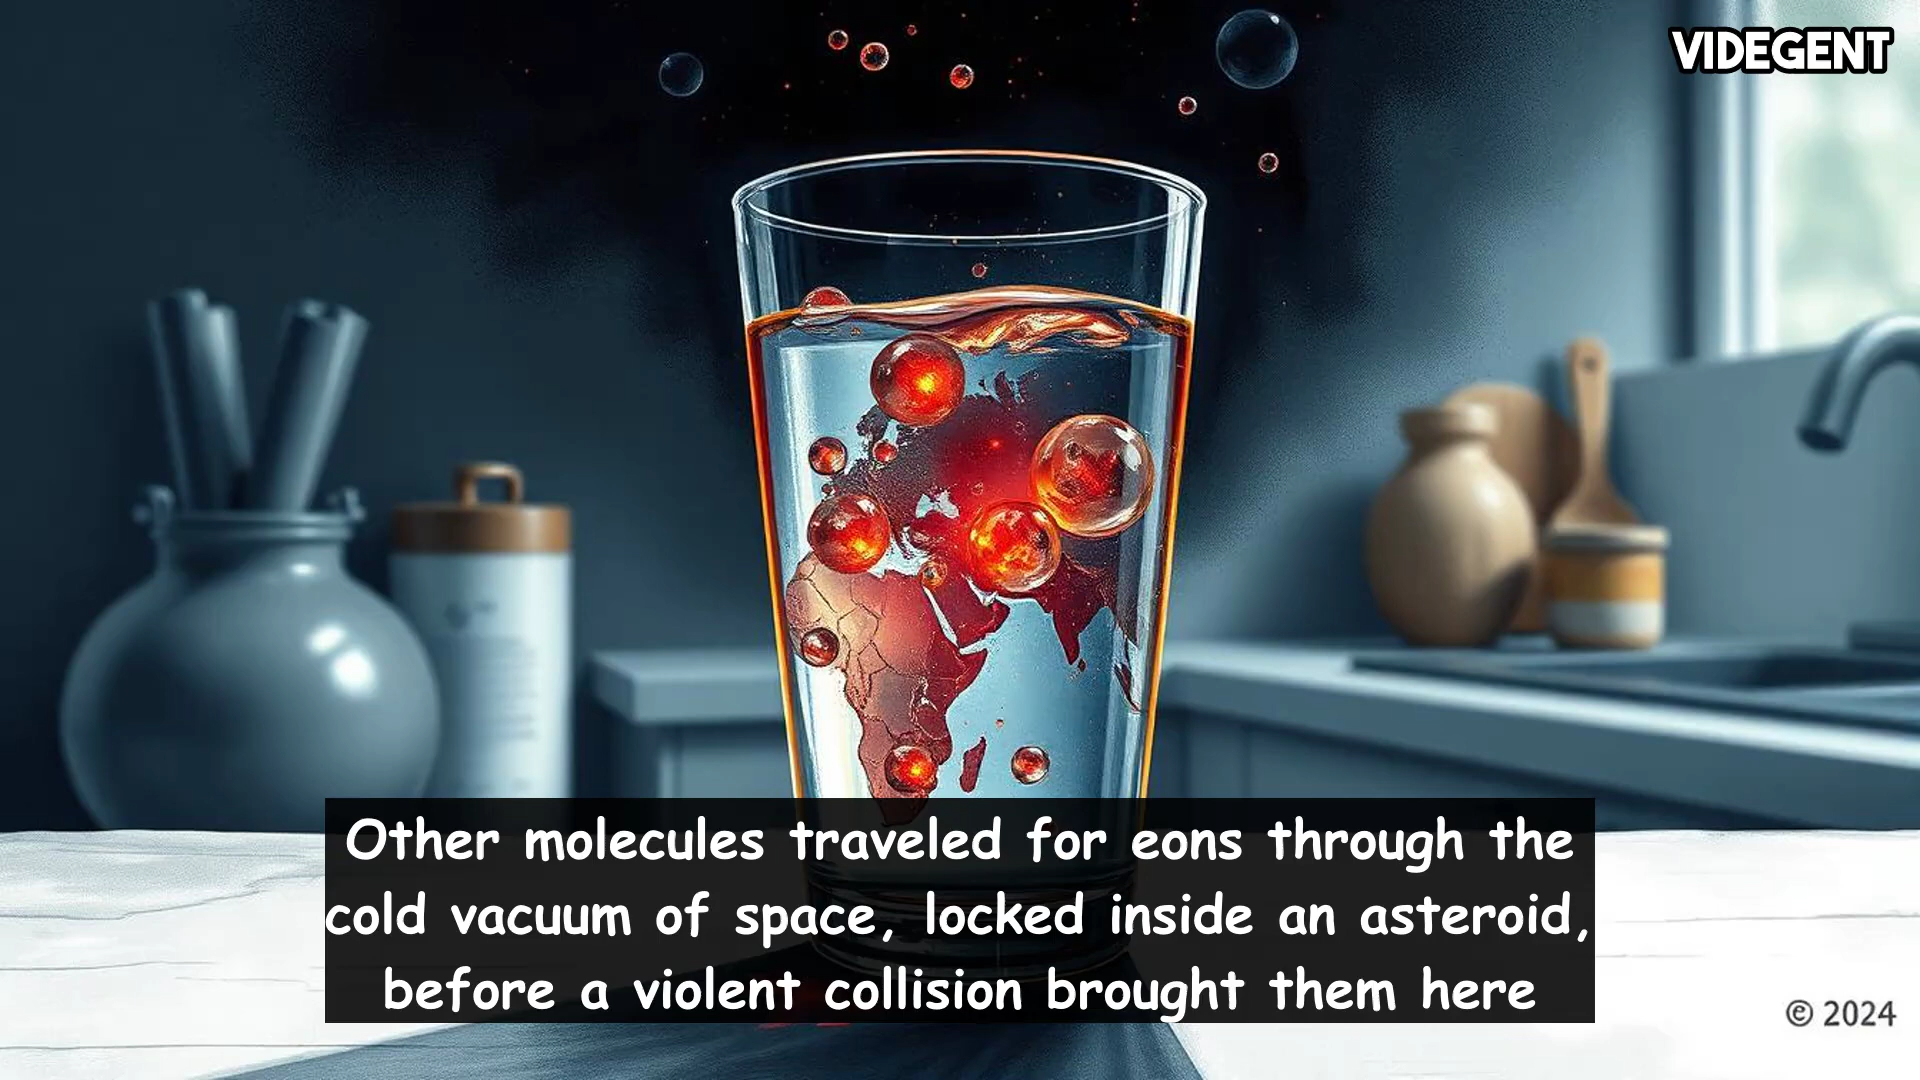 VIDEGENT
Other molecules traveled for eons through the
cold vacuum of space, locked inside an asteroid,
before a violent collision brought them here
© 2024